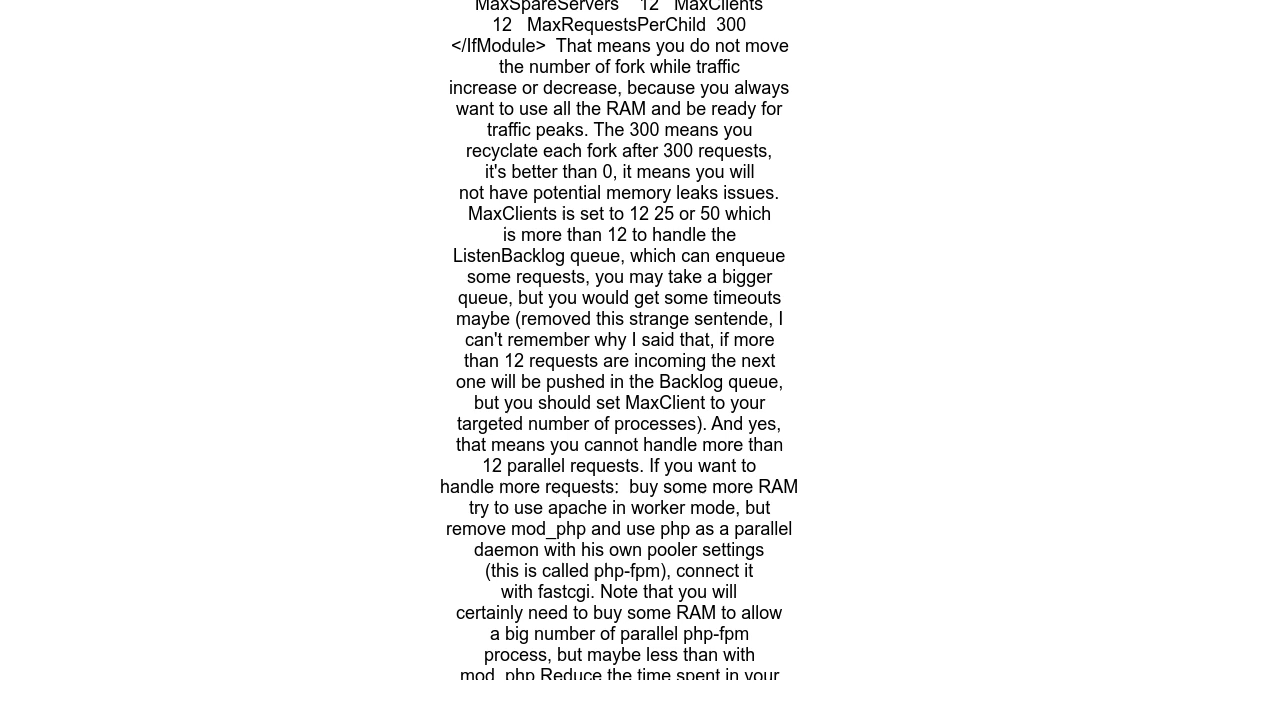 MaxSpareServers    12   MaxClients
12   MaxRequestsPerChild  300
</IfModule>  That means you do not move
the number of fork while traffic
increase or decrease, because you always
want to use all the RAM and be ready for
traffic peaks. The 300 means you
recyclate each fork after 300 requests,
it's better than 0, it means you will
not have potential memory leaks issues.
MaxClients is set to 12 25 or 50 which
is more than 12 to handle the
ListenBacklog queue, which can enqueue
some requests, you may take a bigger
queue, but you would get some timeouts
maybe (removed this strange sentende, I
can't remember why I said that, if more
than 12 requests are incoming the next
one will be pushed in the Backlog queue,
but you should set MaxClient to your
targeted number of processes). And yes,
that means you cannot handle more than
12 parallel requests. If you want to
handle more requests:  buy some more RAM
try to use apache in worker mode, but
remove mod_php and use php as a parallel
daemon with his own pooler settings
(this is called php-fpm), connect it
with fastcgi. Note that you will
certainly need to buy some RAM to allow
a big number of parallel php-fpm
process, but maybe less than with
mod_php Reduce the time spent in your